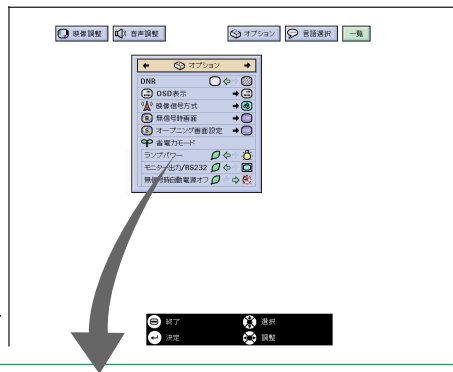 映像調整 音声調整 オプション 言語選択 一覧
オプション
DNR
OSD表示
映像信号方式
無信号時画面
オープニング画面設定
省電力モード
ランプパワー
モニター出力/RS232
無信号時自動電源オフ
終了 選択
決定 調整